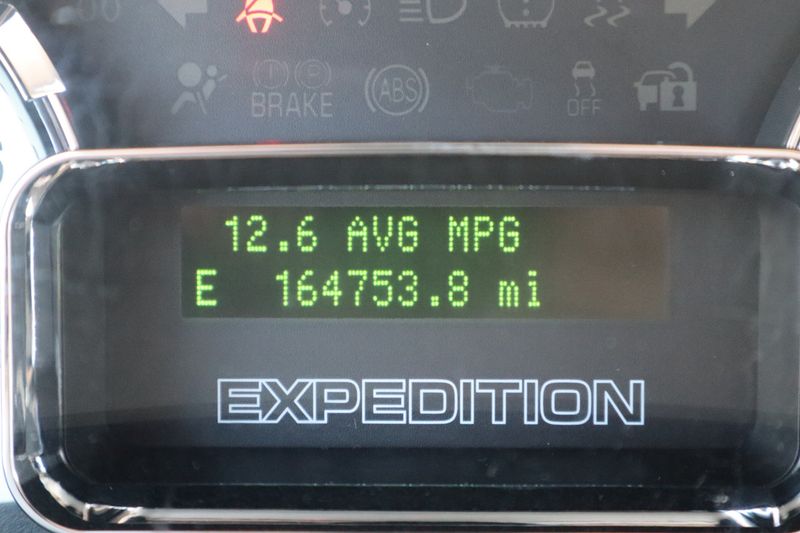 BRAKE
ABS
OFF
12.6 AVG MPG
E 164753.8 mi
EXPEDITION